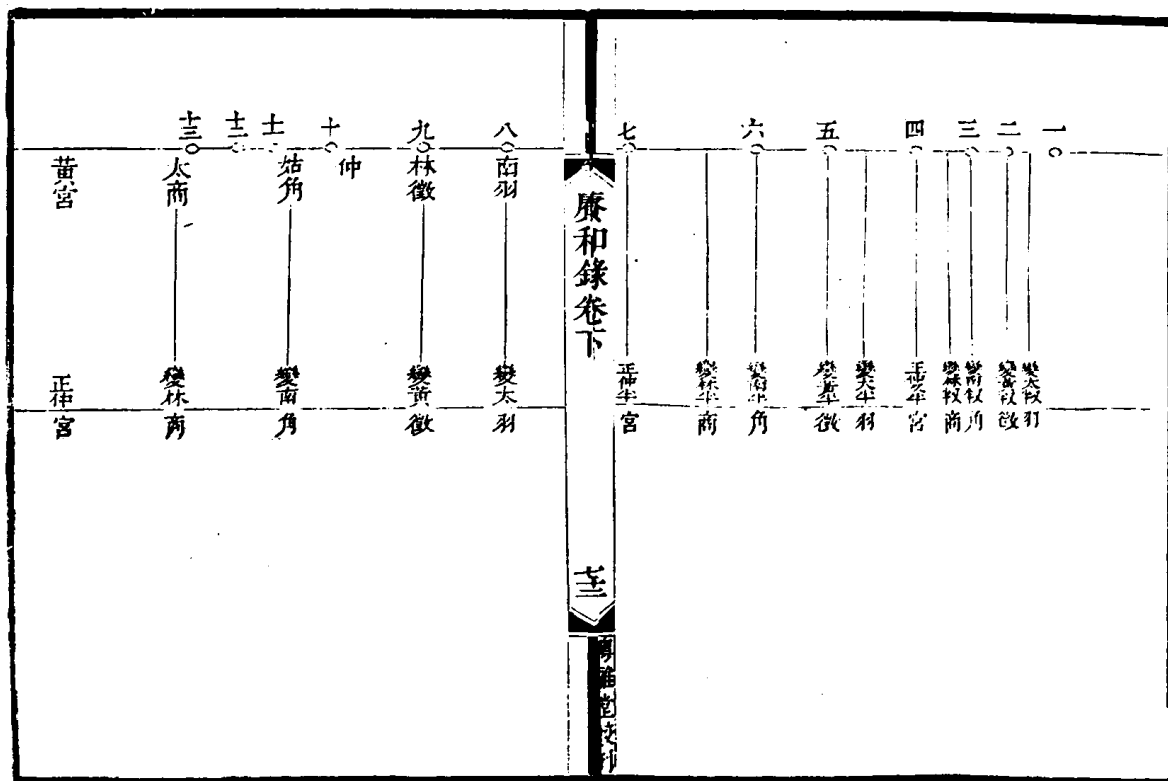 一 二 三 四 五 六 七
變太
羽
變黃
徵
變南
角
變林
商
正仲半
宮
變太半
羽
變黃半
徵
變南半
角
變林半
商
正仲半
宮
賡和錄卷下
八 九 十 十一 十二 十三
南羽
林徵
仲
姑角
太商
黃宮
變太
羽
變黃
徵
變南
角
變林
商
正仲
宮